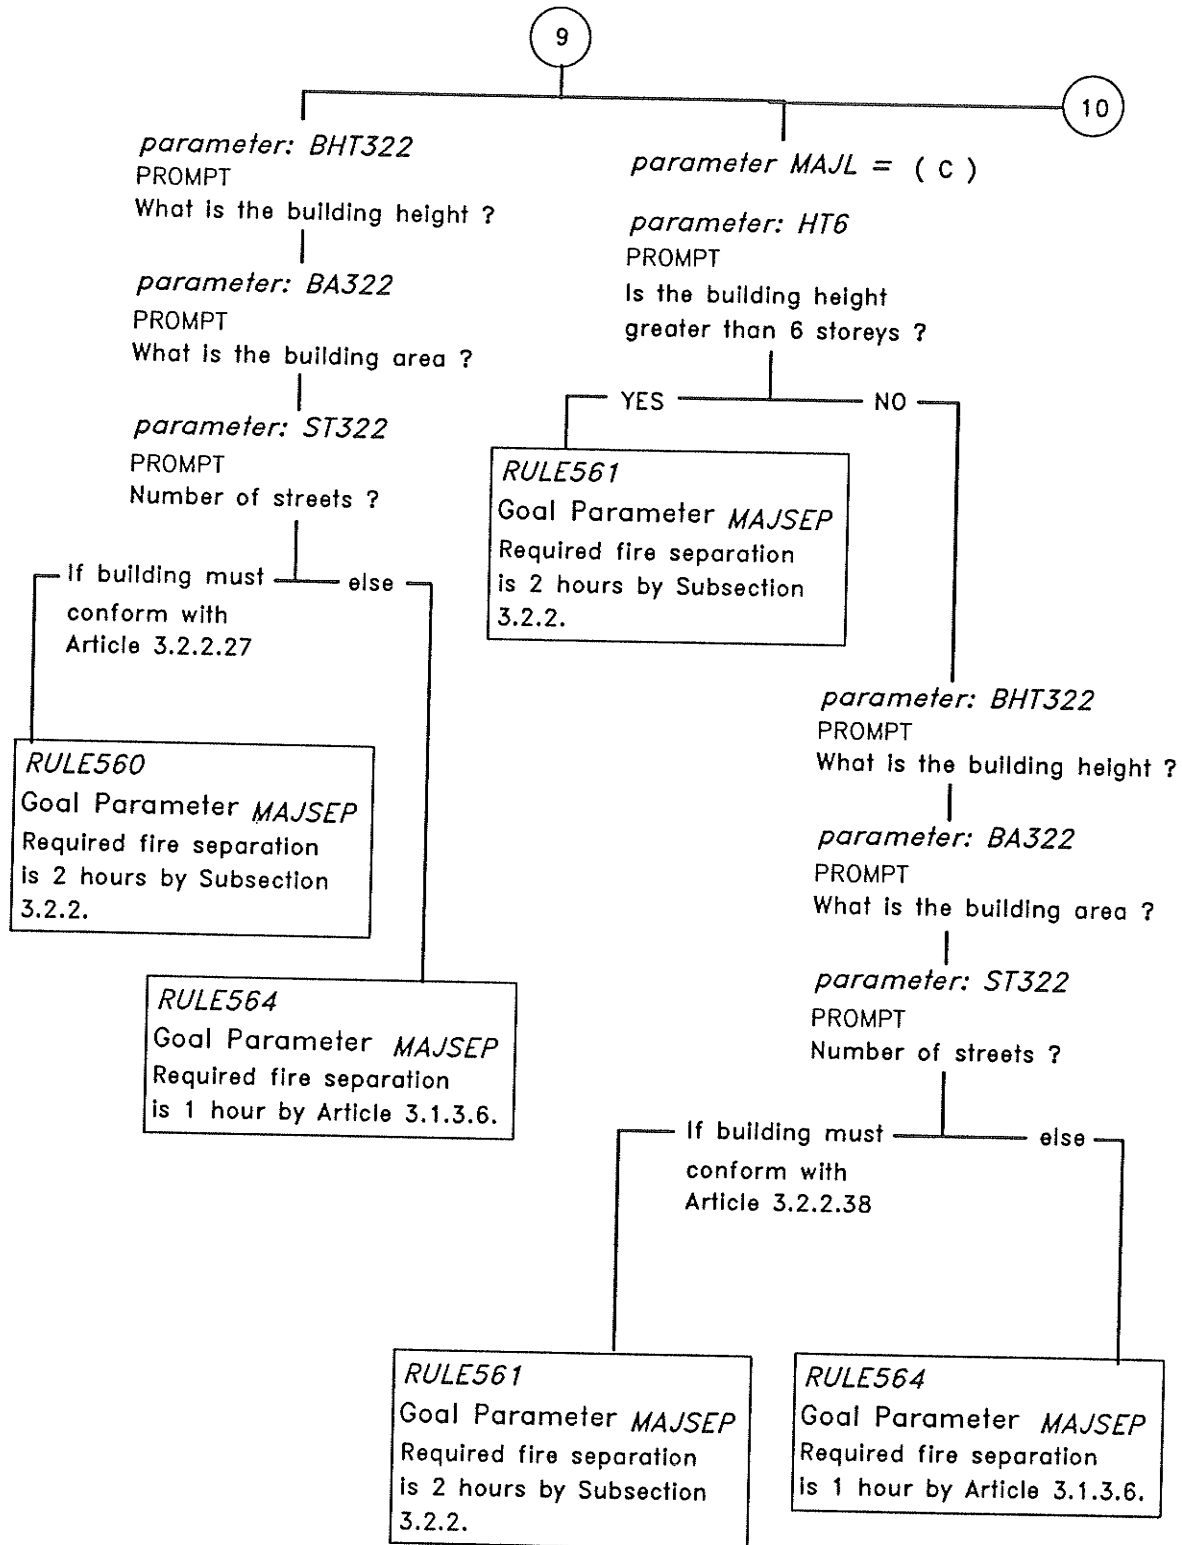 9
10
parameter: BHT322
PROMPT
What is the building height ?
parameter: BA322
PROMPT
What is the building area ?
parameter: ST322
PROMPT
Number of streets ?
If building must
conform with
Article 3.2.2.27
else
RULE560
Goal Parameter MAJSEP
Required fire separation
is 2 hours by Subsection
3.2.2.
RULE564
Goal Parameter MAJSEP
Required fire separation
is 1 hour by Article 3.1.3.6.
parameter MAJL = ( C )
parameter: HT6
PROMPT
Is the building height
greater than 6 storeys ?
YES
NO
RULE561
Goal Parameter MAJSEP
Required fire separation
is 2 hours by Subsection
3.2.2.
parameter: BHT322
PROMPT
What is the building height ?
parameter: BA322
PROMPT
What is the building area ?
parameter: ST322
PROMPT
Number of streets ?
If building must
conform with
Article 3.2.2.38
else
RULE561
Goal Parameter MAJSEP
Required fire separation
is 2 hours by Subsection
3.2.2.
RULE564
Goal Parameter MAJSEP
Required fire separation
is 1 hour by Article 3.1.3.6.